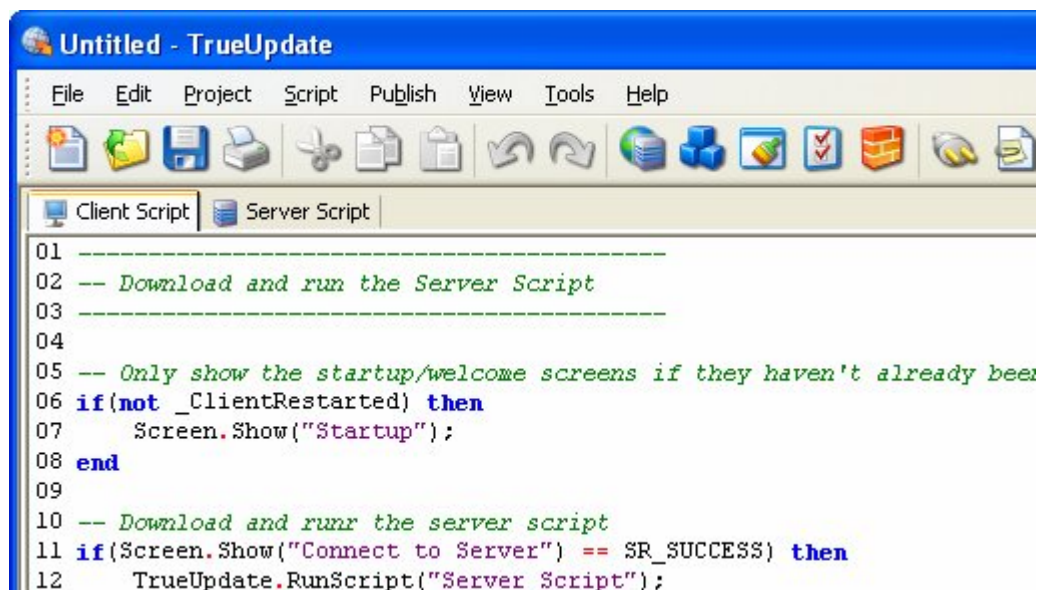 Untitled - TrueUpdate
File Edit Project Script Publish View Tools Help
Client Script Server Script
01 ------------------------------------------
02 -- Download and run the Server Script
03 ------------------------------------------
04
05 -- Only show the startup/welcome screens if they haven't already been
06 if(not _ClientRestarted) then
07 Screen.Show("Startup");
08 end
09
10 -- Download and runr the server script
11 if(Screen.Show("Connect to Server") == SR_SUCCESS) then
12 TrueUpdate.RunScript("Server Script");